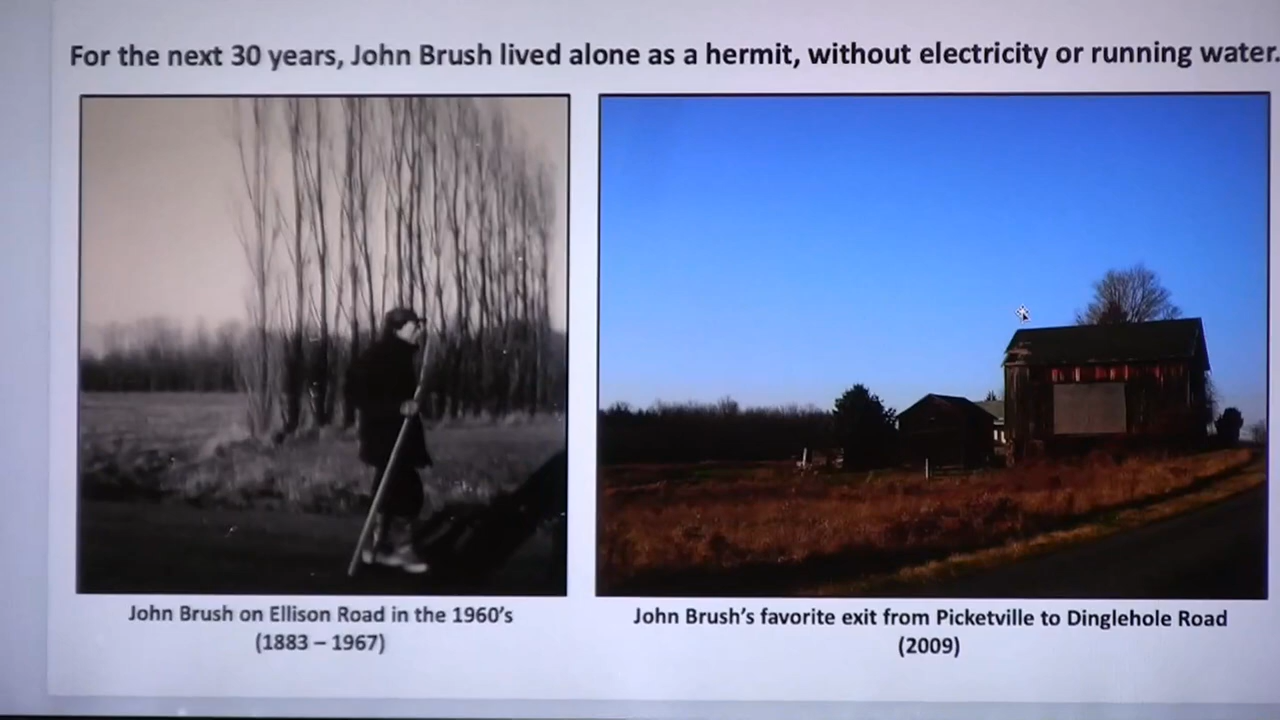 For the next 30 years, John Brush lived alone as a hermit, without electricity or running water.
John Brush on Ellison Road in the 1960's
(1883 – 1967)
John Brush's favorite exit from Picketville to Dinglehole Road
(2009)